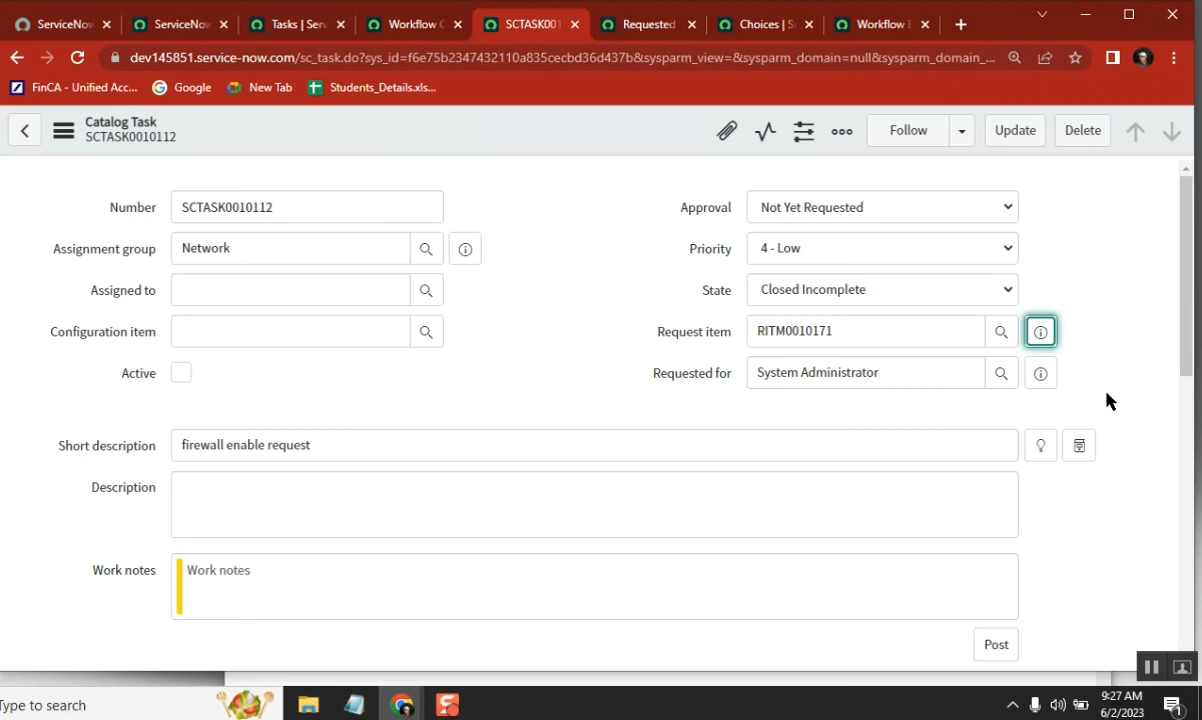 ServiceNow
ServiceNow
Tasks | Serv
Workflow C
SCTASK001
Requested
Choices | S
Workflow E
dev145851.service-now.com/sc_task.do?sys_id=f6e75b2347432110a835cecbd36d437b&sysparm_view=&sysparm_domain=null&sysparm_domain_...
FinCA - Unified Acc...
Google
New Tab
Students_Details.xls...
Catalog Task
SCTASK0010112
Follow
Update
Delete
Number
SCTASK0010112
Approval
Not Yet Requested
Assignment group
Network
Priority
4 - Low
Assigned to
State
Closed Incomplete
Configuration item
Request item
RITM0010171
Active
Requested for
System Administrator
Short description
firewall enable request
Description
Work notes
Work notes
Post
Type to search
9:27 AM
6/2/2023
1